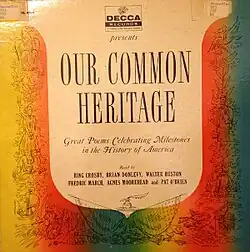 DECCA
RECORDS
presents
OUR COMMON
HERITAGE
Great Poems Celebrating Milestones
in the History of America
Read by
BING CROSBY, BRIAN DONLEVY, WALTER HUSTON
FREDRIC MARCH, AGNES MOOREHEAD and PAT O'BRIEN